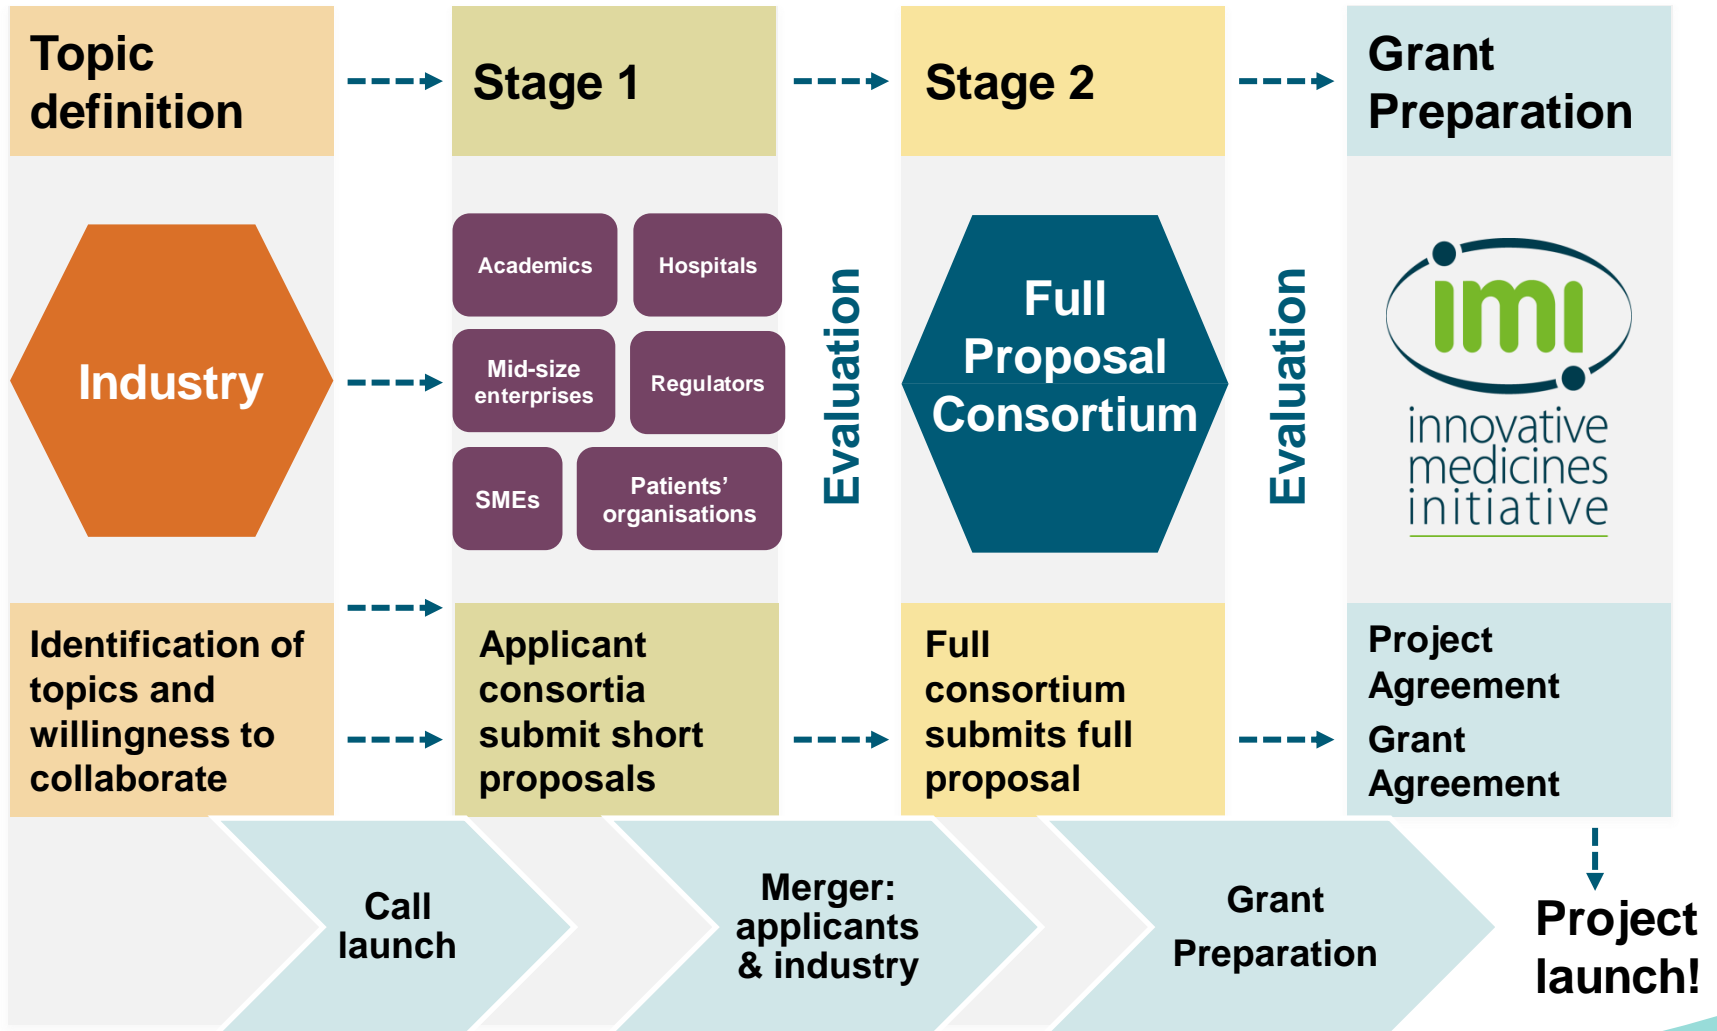 Topic
definition
Stage 1
Stage 2
Grant
Preparation
Industry
Academics
Hospitals
Mid-size
enterprises
Regulators
SMEs
Patients’
organisations
Evaluation
Full
Proposal
Consortium
Evaluation
imi
innovative
medicines
initiative
Identification of
topics and
willingness to
collaborate
Applicant
consortia
submit short
proposals
Full
consortium
submits full
proposal
Project
Agreement
Grant
Agreement
Call
launch
Merger:
applicants
& industry
Grant
Preparation
Project
launch!